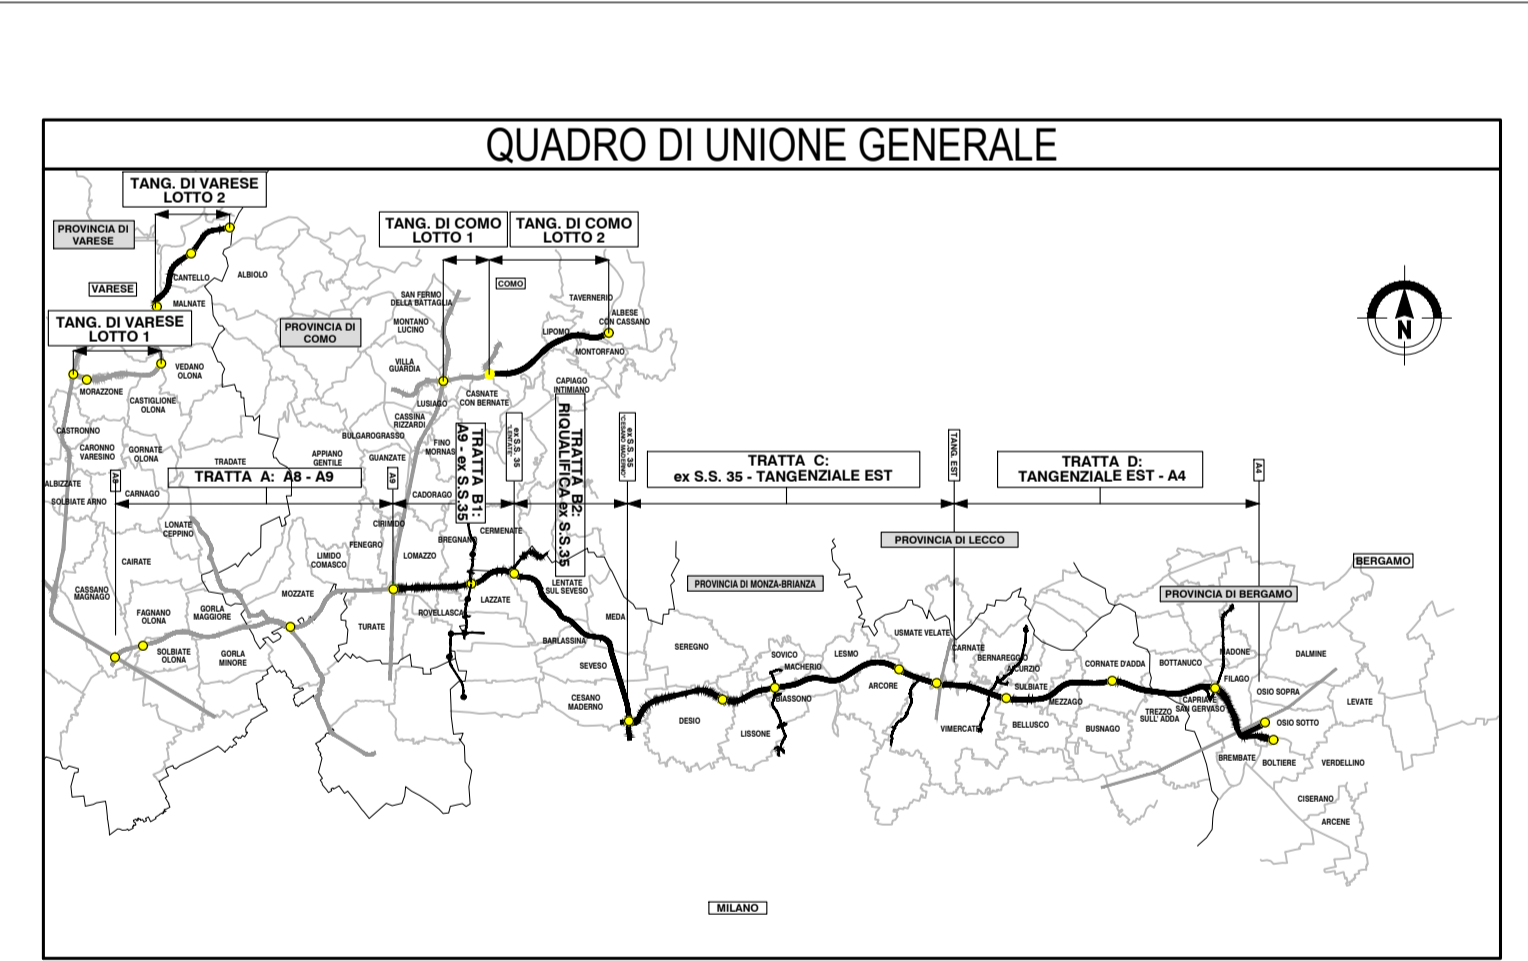 QUADRO DI UNIONE GENERALE
TANG. DI VARESE
LOTTO 2
PROVINCIA DI
VARESE
CANTELLO
ALBIOLO
VARESE
MALNATE
TANG. DI VARESE
LOTTO 1
VEDANO
OLONA
MORAZZONE
CASTIGLIONE
OLONA
PROVINCIA DI
COMO
TANG. DI COMO
LOTTO 1
TANG. DI COMO
LOTTO 2
COMO
SAN FERMO
DELLA BATTAGLIA
TAVERNERIO
MONTANO
LUCINO
ALBESE
CON CASSANO
LIPOMO
MONTORFANO
VILLA
GUARDIA
CAPIAGO
INTIMIANO
LUSIAGO
CASNATE
CON BERNATE
CASSINA
RIZZARDI
BULGAROGRASSO
FINO
MORNAS
CASTRONNO
CARONNO
VARESINO
GORNATE
OLONA
TRADATE
APPIANO
GENTILE
GUANZATE
ALBIZZATE
SOLBIATE ARNO
CARNAGO
A8
TRATTA A: A8 - A9
A9
CADORAGO
TRATTA B1:
A9 - ex S.S.35
ex S.S. 35
TRATTA B2:
RIQUALIFICA ex S.S.35
ex S.S. 35
"CESANO MADERNO"
TRATTA C:
ex S.S. 35 - TANGENZIALE EST
TANG. EST
TRATTA D:
TANGENZIALE EST - A4
A4
LONATE
CEPPINO
CIRIMIDO
FENEGRO
LOMAZZO
BREGNANO
CERMENATE
CAIRATE
LIMIDO
COMASCO
PROVINCIA DI LECCO
BERGAMO
PROVINCIA DI MONZA-BRIANZA
PROVINCIA DI BERGAMO
CASSANO
MAGNAGO
MOZZATE
LAZZATE
LENTATE
SUL SEVESO
FAGNANO
OLONA
GORLA
MAGGIORE
ROVELLASCA
TURATE
MEDA
BARLASSINA
SOLBIATE
OLONA
GORLA
MINORE
SEVESO
SEREGNO
SOVICO
MACHERIO
LESMO
USMATE VELATE
CARNATE
BERNAREGGIO
AICURZIO
CORNATE D'ADDA
BOTTANUCO
MADONE
DALMINE
CESANO
MADERNO
DESIO
BIASSONO
LISSONE
ARCORE
SULBIATE
MEZZAGO
VIMERCATE
BELLUSCO
BUSNAGO
TREZZO
SULL' ADDA
CAPRIATE
SAN GERVASO
FILAGO
OSIO SOPRA
LEVATE
OSIO SOTTO
BREMBATE
BOLTIERE
VERDELLINO
CISERANO
ARCENE
MILANO
N